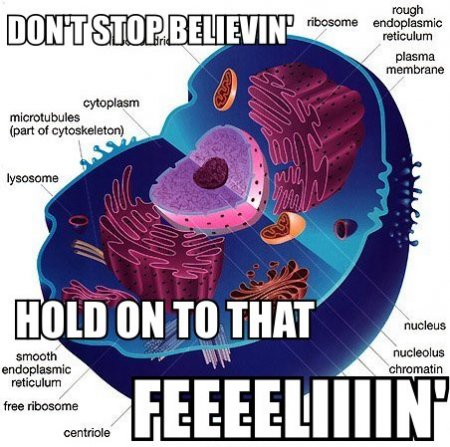 DON'T STOP BELIEVIN'
ribosome
rough
endoplasmic
reticulum
plasma
membrane
cytoplasm
microtubules
(part of cytoskeleton)
lysosome
HOLD ON TO THAT
nucleus
nucleolus
chromatin
smooth
endoplasmic
reticulum
free ribosome
centriole
FEEEELIIIIN'